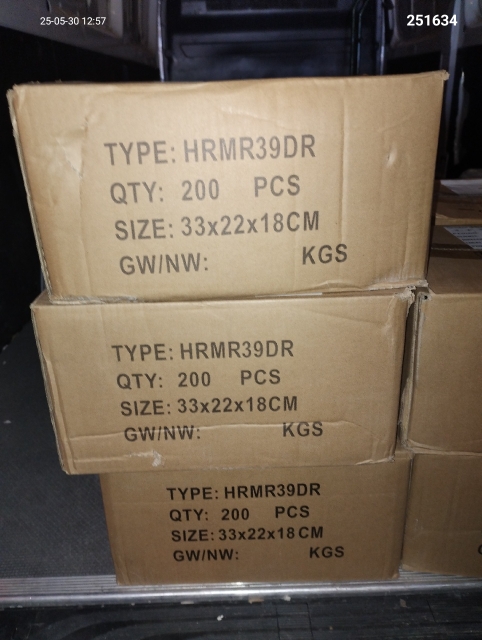 25-05-30 12:57
251634
TYPE: HRMR39DR
QTY: 200 PCS
SIZE: 33x22x18CM
GW/NW: KGS
TYPE: HRMR39DR
QTY: 200 PCS
SIZE: 33x22x18CM
GW/NW: KGS
TYPE: HRMR39DR
QTY: 200 PCS
SIZE: 33x22x18CM
GW/NW: KGS